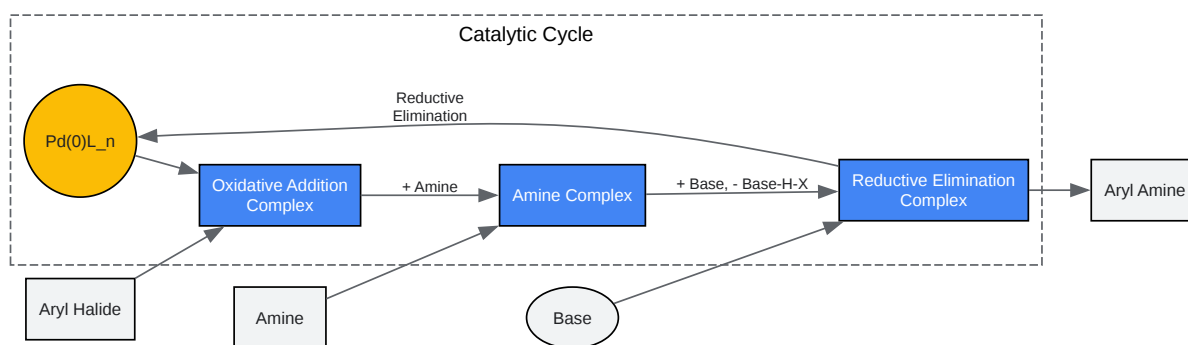 Catalytic Cycle
Reductive
Elimination
Pd(0)L_n
Oxidative Addition
Complex
+ Amine
Amine Complex
+ Base, - Base-H-X
Reductive Elimination
Complex
Aryl Amine
Aryl Halide
Amine
Base